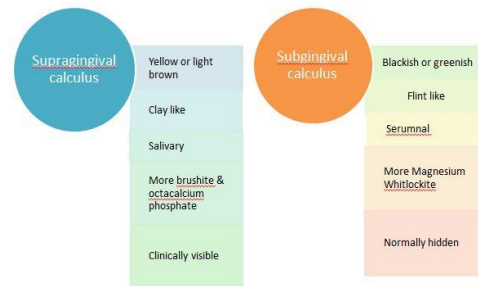 Supragingival
calculus
Yellow or light
brown
Clay like
Salivary
More brushite &
octacalcium
phosphate
Clinically visible
Subgingival
calculus
Blackish or greenish
Flint like
Serumnal
More Magnesium
Whitlockite
Normally hidden